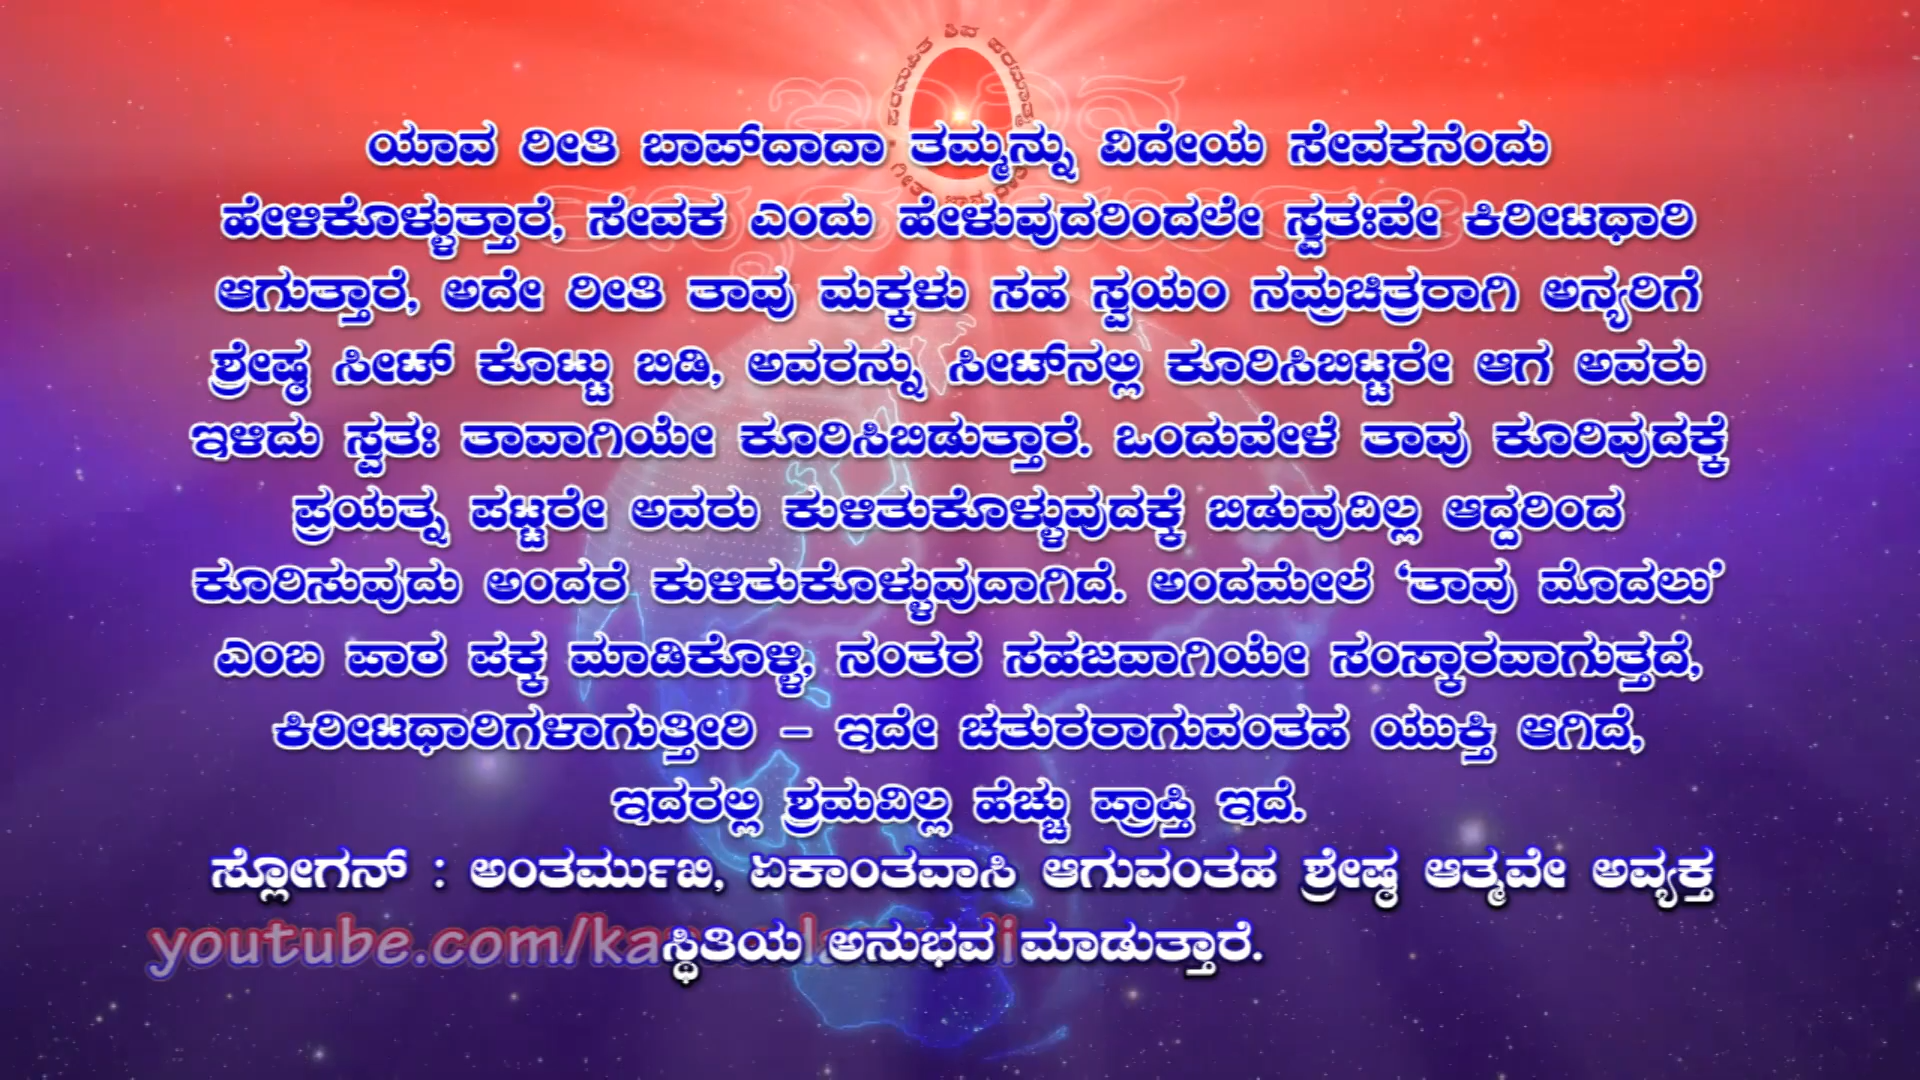 ಯಾವ ರೀತಿ ಬಾಪ್‌ದಾದಾ ತಮ್ಮನ್ನು ವಿದೇಯ ಸೇವಕನೆಂದು
ಹೇಳಿಕೊಳ್ಳುತ್ತಾರೆ, ಸೇವಕ ಎಂದು ಹೇಳುವುದರಿಂದಲೇ ಸ್ವತಃವೇ ಕಿರೀಟಧಾರಿ
ಆಗುತ್ತಾರೆ, ಅದೇ ರೀತಿ ತಾವು ಮಕ್ಕಳು ಸಹ ಸ್ವಯಂ ನಮ್ರಚಿತ್ರರಾಗಿ ಅನ್ಯರಿಗೆ
ಶ್ರೇಷ್ಠ ಸೀಟ್ ಕೊಟ್ಟು ಬಿಡಿ, ಅವರನ್ನು ಸೀಟ್‌ನಲ್ಲಿ ಕೂರಿಸಿಬಿಟ್ಟರೇ ಆಗ ಅವರು
ಇಳಿದು ಸ್ವತಃ ತಾವಾಗಿಯೇ ಕೂರಿಸಿಬಿಡುತ್ತಾರೆ. ಒಂದುವೇಳೆ ತಾವು ಕೂರಿವುದಕ್ಕೆ
ಪ್ರಯತ್ನ ಪಟ್ಟರೇ ಅವರು ಕುಳಿತುಕೊಳ್ಳುವುದಕ್ಕೆ ಬಿಡುವುದಿಲ್ಲ ಆದ್ದರಿಂದ
ಕೂರಿಸುವುದು ಅಂದರೆ ಕುಳಿತುಕೊಳ್ಳುವುದಾಗಿದೆ. ಅಂದಮೇಲೆ ‘ತಾವು ಮೊದಲು’
ಎಂಬ ಪಾಠ ಪಕ್ಕ ಮಾಡಿಕೊಳ್ಳಿ, ನಂತರ ಸಹಜವಾಗಿಯೇ ಸಂಸ್ಕಾರವಾಗುತ್ತದೆ,
ಕಿರೀಟಧಾರಿಗಳಾಗುತ್ತೀರಿ – ಇದೇ ಚತುರರಾಗುವಂತಹ ಯುಕ್ತಿ ಆಗಿದೆ,
ಇದರಲ್ಲಿ ಶ್ರಮವಿಲ್ಲ ಹೆಚ್ಚು ಪ್ರಾಪ್ತಿ ಇದೆ.
ಸ್ಲೋಗನ್ : ಅಂತರ್ಮುಖಿ, ಏಕಾಂತವಾಸಿ ಆಗುವಂತಹ ಶ್ರೇಷ್ಠ ಆತ್ಮವೇ ಅವ್ಯಕ್ತ
ಸ್ಥಿತಿಯ ಅನುಭವ ಮಾಡುತ್ತಾರೆ.